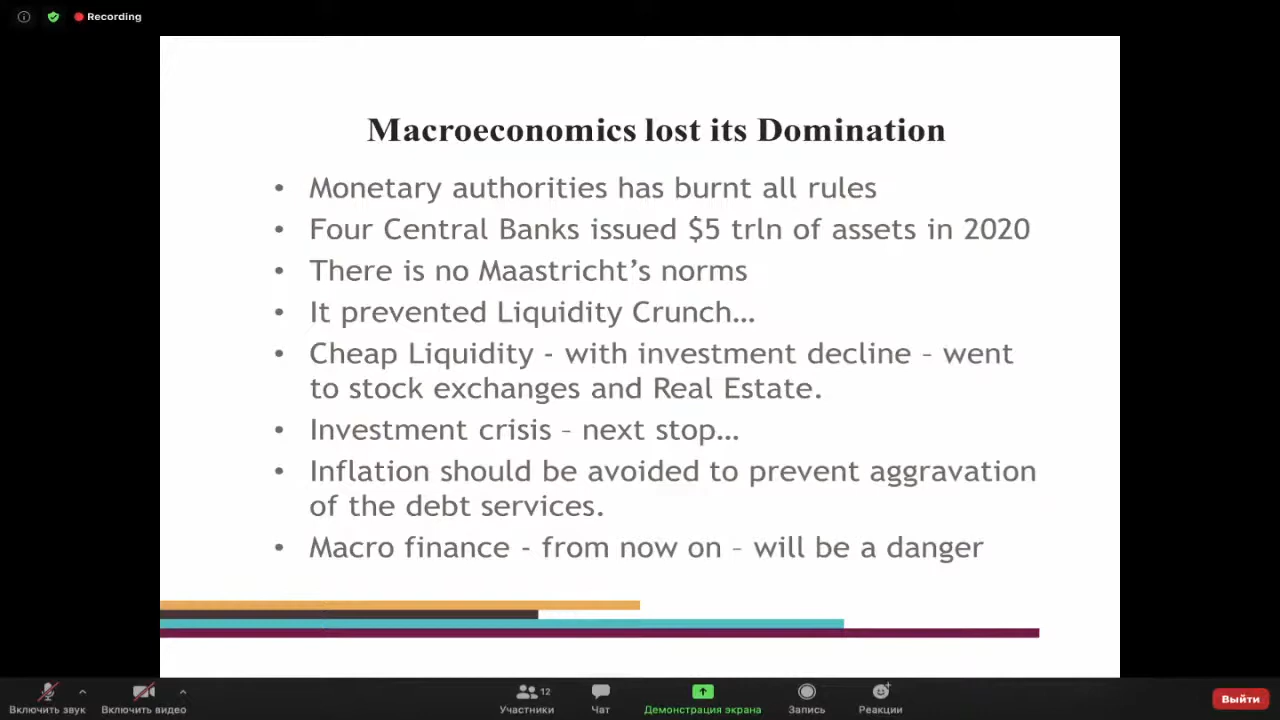 Recording
Macroeconomics lost its Domination
• Monetary authorities has burnt all rules
• Four Central Banks issued $5 trln of assets in 2020
• There is no Maastricht’s norms
• It prevented Liquidity Crunch…
• Cheap Liquidity - with investment decline – went
to stock exchanges and Real Estate.
• Investment crisis – next stop…
• Inflation should be avoided to prevent aggravation
of the debt services.
• Macro finance - from now on – will be a danger
12
Включить звук Включить видео Участники Чат Демонстрация экрана Запись Реакции Выйти